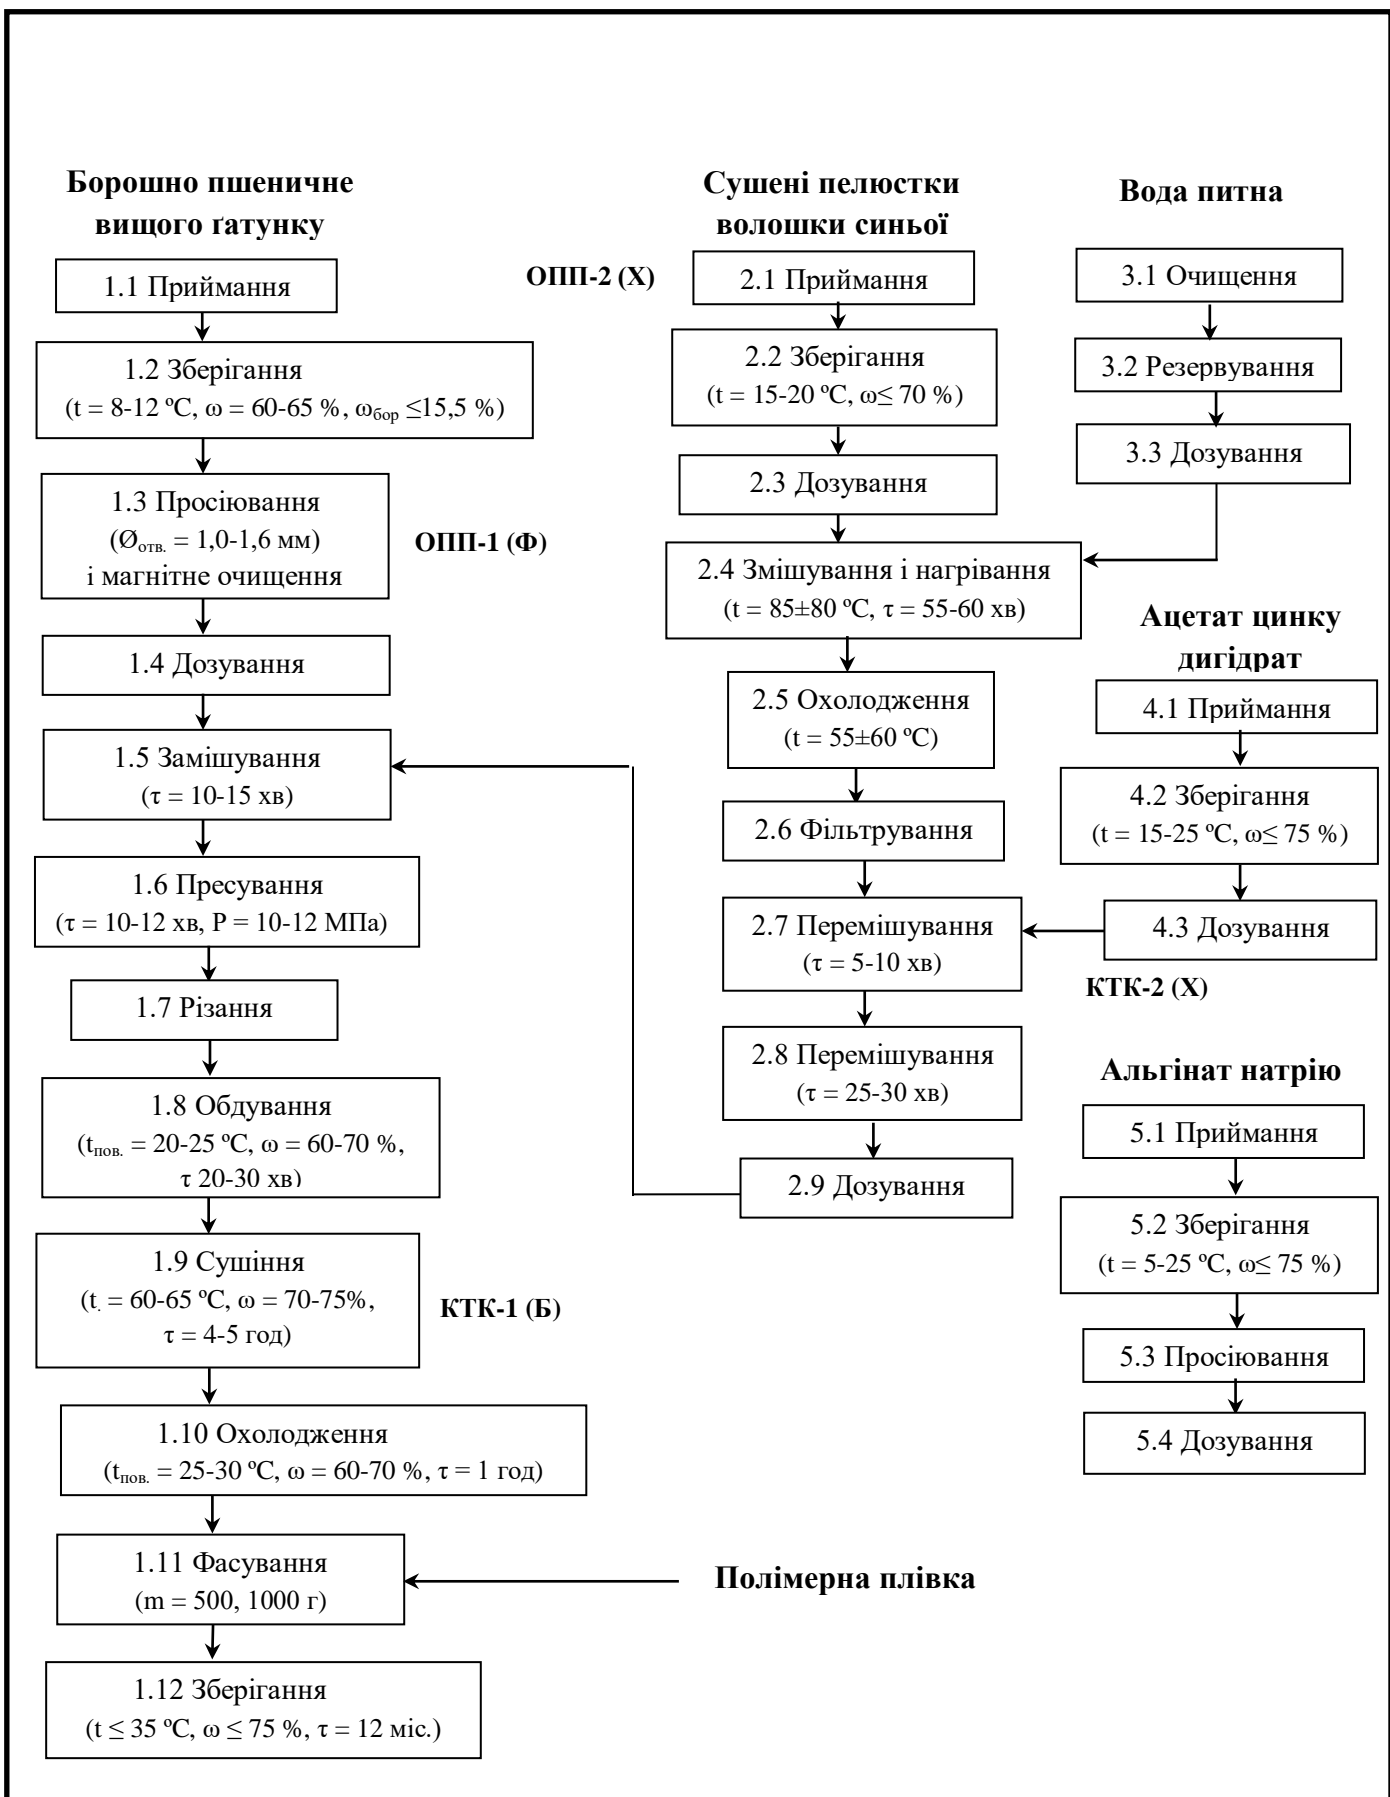 Борошно пшеничне
вищого ґатунку
1.1 Приймання
1.2 Зберігання
(t = 8-12 ºС, ω = 60-65 %, ωбор ≤15,5 %)
1.3 Просіювання
(Øотв. = 1,0-1,6 мм)
і магнітне очищення
ОПП-1 (Ф)
1.4 Дозування
1.5 Замішування
(τ = 10-15 хв)
1.6 Пресування
(τ = 10-12 хв, Р = 10-12 МПа)
1.7 Різання
1.8 Обдування
(tпов. = 20-25 ºС, ω = 60-70 %,
τ 20-30 хв)
1.9 Сушіння
(t. = 60-65 ºС, ω = 70-75%,
τ = 4-5 год)
КТК-1 (Б)
1.10 Охолодження
(tпов. = 25-30 ºС, ω = 60-70 %, τ = 1 год)
1.11 Фасування
(m = 500, 1000 г)
Полімерна плівка
1.12 Зберігання
(t ≤ 35 ºС, ω ≤ 75 %, τ = 12 міс.)
Сушені пелюстки
волошки синьої
ОПП-2 (Х)
2.1 Приймання
2.2 Зберігання
(t = 15-20 ºС, ω≤ 70 %)
2.3 Дозування
2.4 Змішування і нагрівання
(t = 85±80 ºС, τ = 55-60 хв)
2.5 Охолодження
(t = 55±60 ºС)
2.6 Фільтрування
2.7 Перемішування
(τ = 5-10 хв)
2.8 Перемішування
(τ = 25-30 хв)
2.9 Дозування
Вода питна
3.1 Очищення
3.2 Резервування
3.3 Дозування
Ацетат цинку
дигідрат
4.1 Приймання
4.2 Зберігання
(t = 15-25 ºС, ω≤ 75 %)
4.3 Дозування
КТК-2 (Х)
Альгінат натрію
5.1 Приймання
5.2 Зберігання
(t = 5-25 ºС, ω≤ 75 %)
5.3 Просіювання
5.4 Дозування